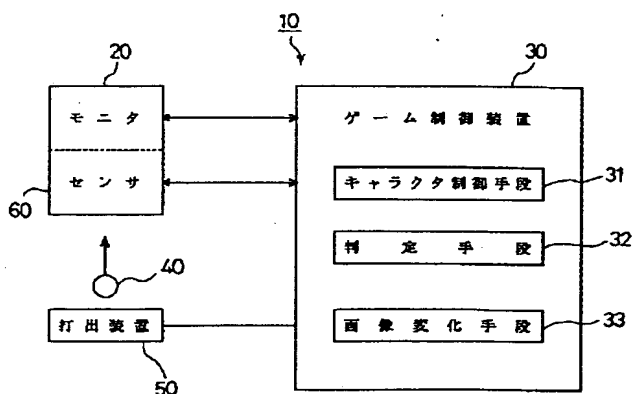 10
20
30
モニタ
センサ
60
40
打出装置
50
ゲーム制御装置
キャラクタ制御手段
31
判定手段
32
画像変化手段
33